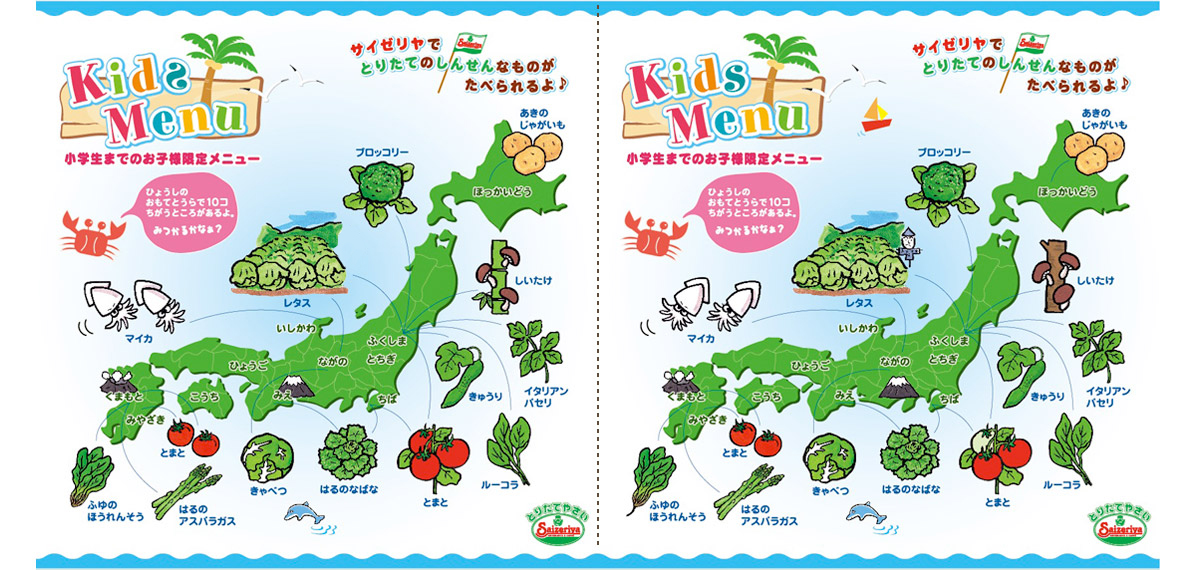 Kids
Menu
小学生までのお子様限定メニュー
サイゼリヤで
Saizeriya
とりたてのしんせんなものが
たべられるよ♪
あきの
じゃがいも
ブロッコリー
ほっかいどう
ひょうしの
おもてとうらで10コ
ちがうところがあるよ。
みつかるかなぁ？
レタス
しいたけ
マイカ
いしかわ
ふくしま
とちぎ
ながの
ひょうご
イタリアン
パセリ
きゅうり
くまもと
こうち
みえ
ちば
みやざき
とまと
ふゆの
ほうれんそう
はるの
アスパラガス
きゃべつ
はるのなばな
とまと
ルーコラ
とりたてやさい
Saizeriya
Kids
Menu
小学生までのお子様限定メニュー
サイゼリヤで
Saizeriya
とりたてのしんせんなものが
たべられるよ♪
あきの
じゃがいも
ブロッコリー
ほっかいどう
ひょうしの
おもてとうらで10コ
ちがうところがあるよ。
みつかるかなぁ？
レタス
しいたけ
マイカ
いしかわ
ふくしま
とちぎ
ながの
ひょうご
イタリアン
パセリ
きゅうり
くまもと
こうち
みえ
ちば
みやざき
とまと
ふゆの
ほうれんそう
はるの
アスパラガス
きゃべつ
はるのなばな
とまと
ルーコラ
とりたてやさい
Saizeriya